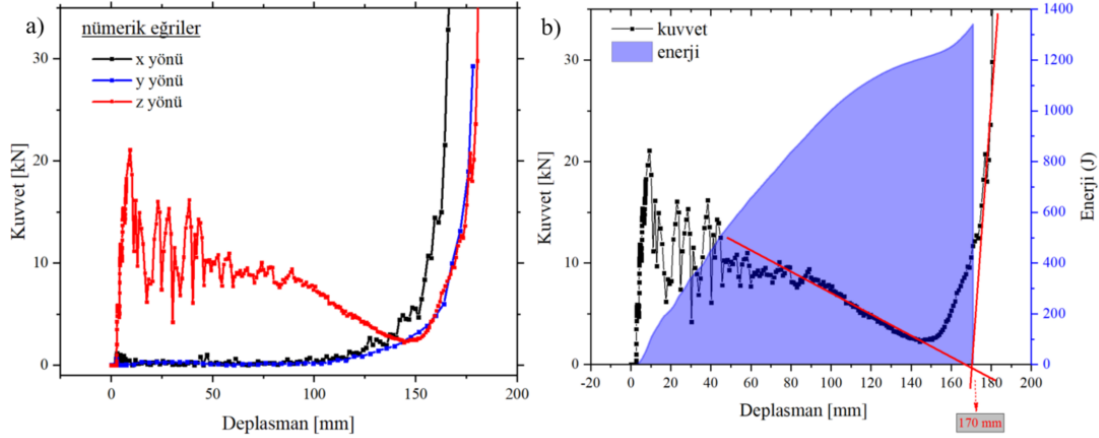 a)
nümerik eğriler
x yönü
y yönü
z yönü
Kuvvet [kN]
30
20
10
0
0
50
100
150
200
Deplasman [mm]
b)
kuvvet
enerji
Kuvvet [kN]
30
20
10
0
-20
0
20
40
60
80
100
120
140
160
180
200
Deplasman [mm]
1400
1200
1000
800
600
400
200
0
Enerji (J)
170 mm